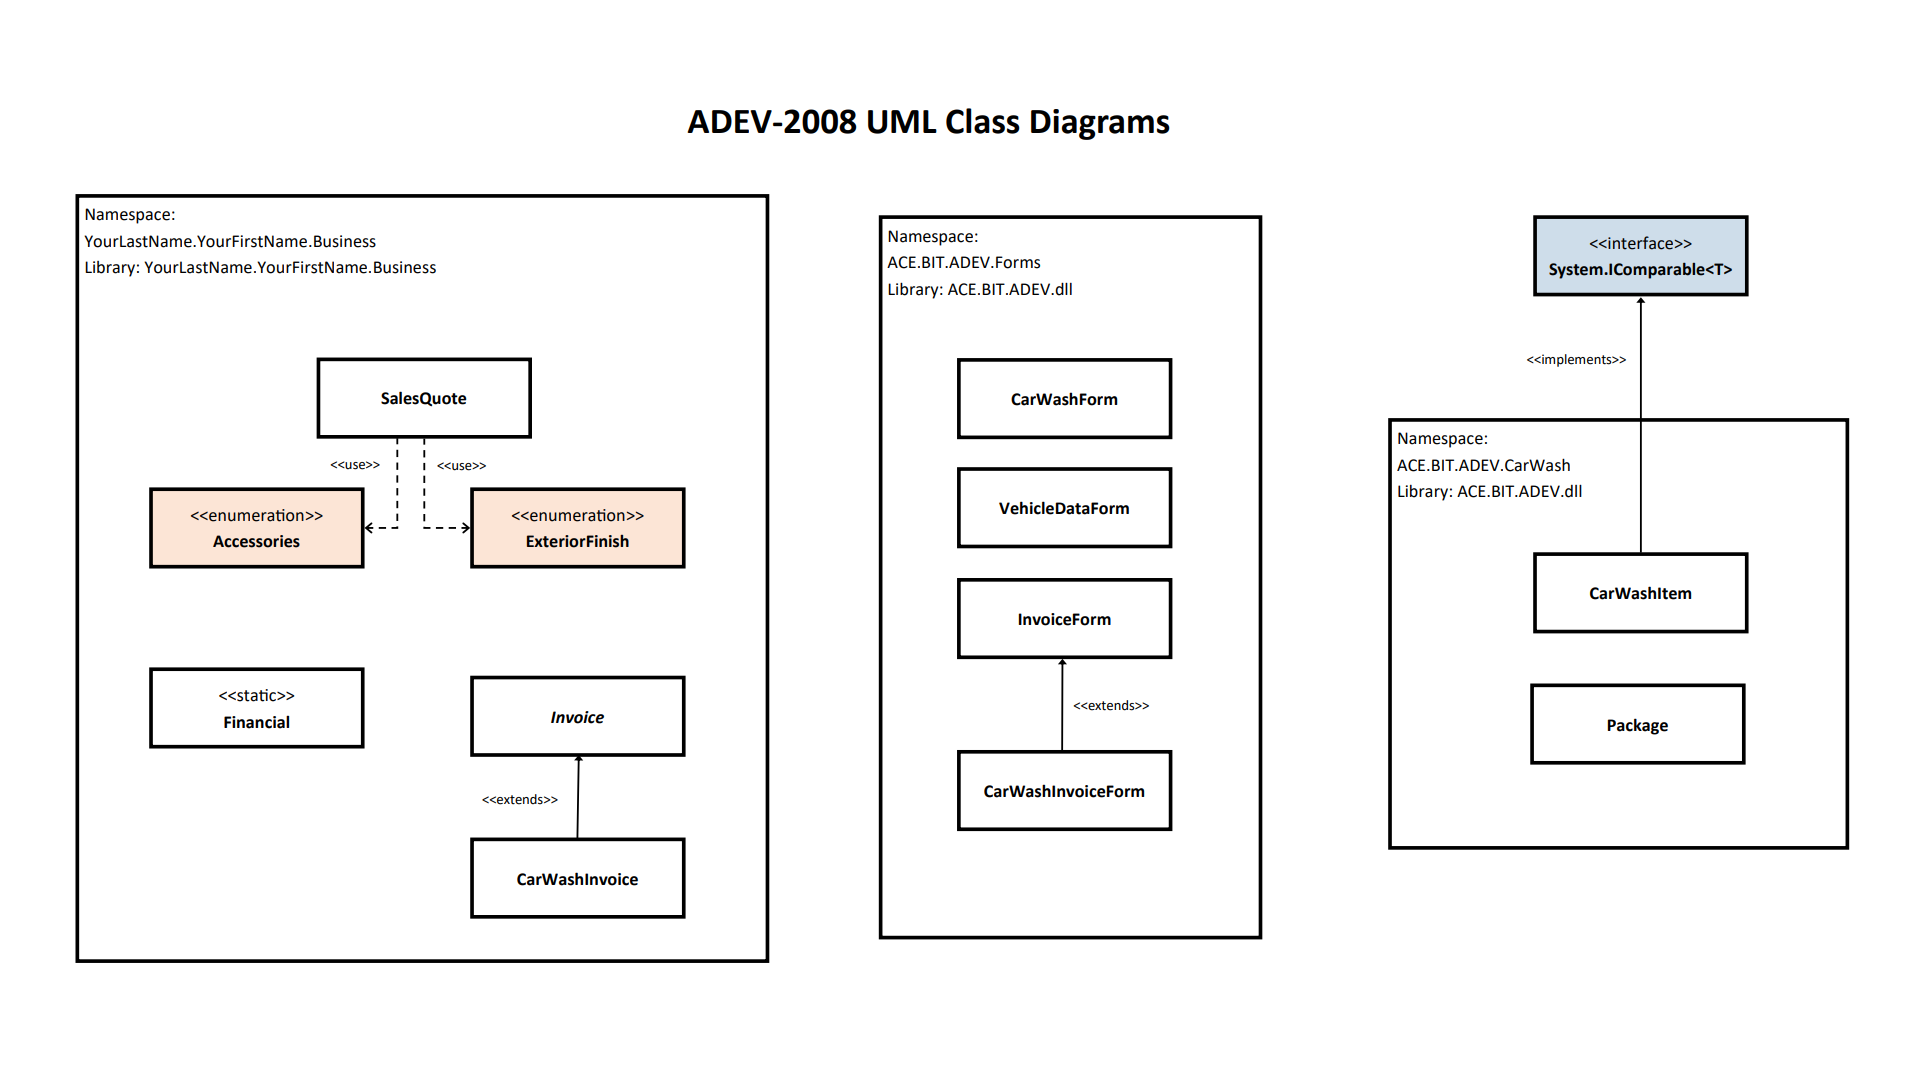 ADEV-2008 UML Class Diagrams
Namespace:
YourLastName.YourFirstName.Business
Library: YourLastName.YourFirstName.Business
SalesQuote
<<use>>
<<use>>
<<enumeration>>
Accessories
<<enumeration>>
ExteriorFinish
<<static>>
Financial
Invoice
<<extends>>
CarWashInvoice
Namespace:
ACE.BIT.ADEV.Forms
Library: ACE.BIT.ADEV.dll
CarWashForm
VehicleDataForm
InvoiceForm
<<extends>>
CarWashInvoiceForm
<<interface>>
System.IComparable<T>
<<implements>>
Namespace:
ACE.BIT.ADEV.CarWash
Library: ACE.BIT.ADEV.dll
CarWashItem
Package